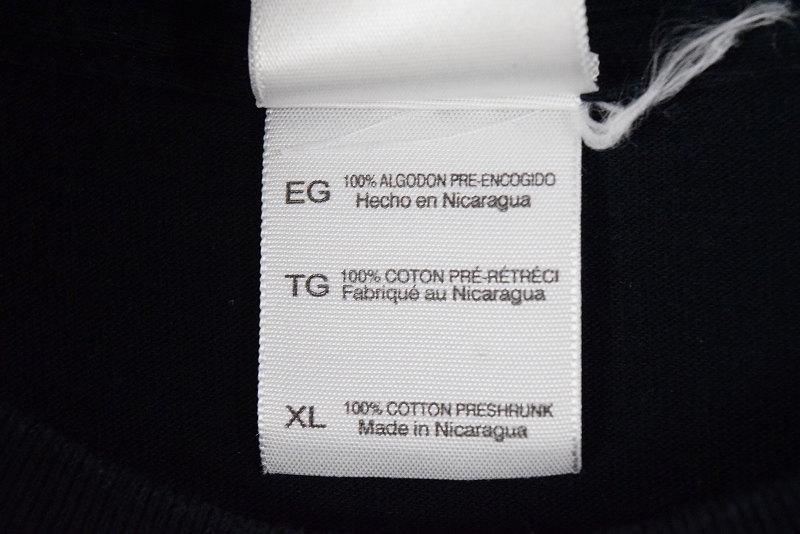 EG 100% ALGODON PRE-ENCOGIDO
Hecho en Nicaragua
TG 100% COTON PRÉ-RÉTRÉCI
Fabriqué au Nicaragua
XL 100% COTTON PRESHRUNK
Made in Nicaragua